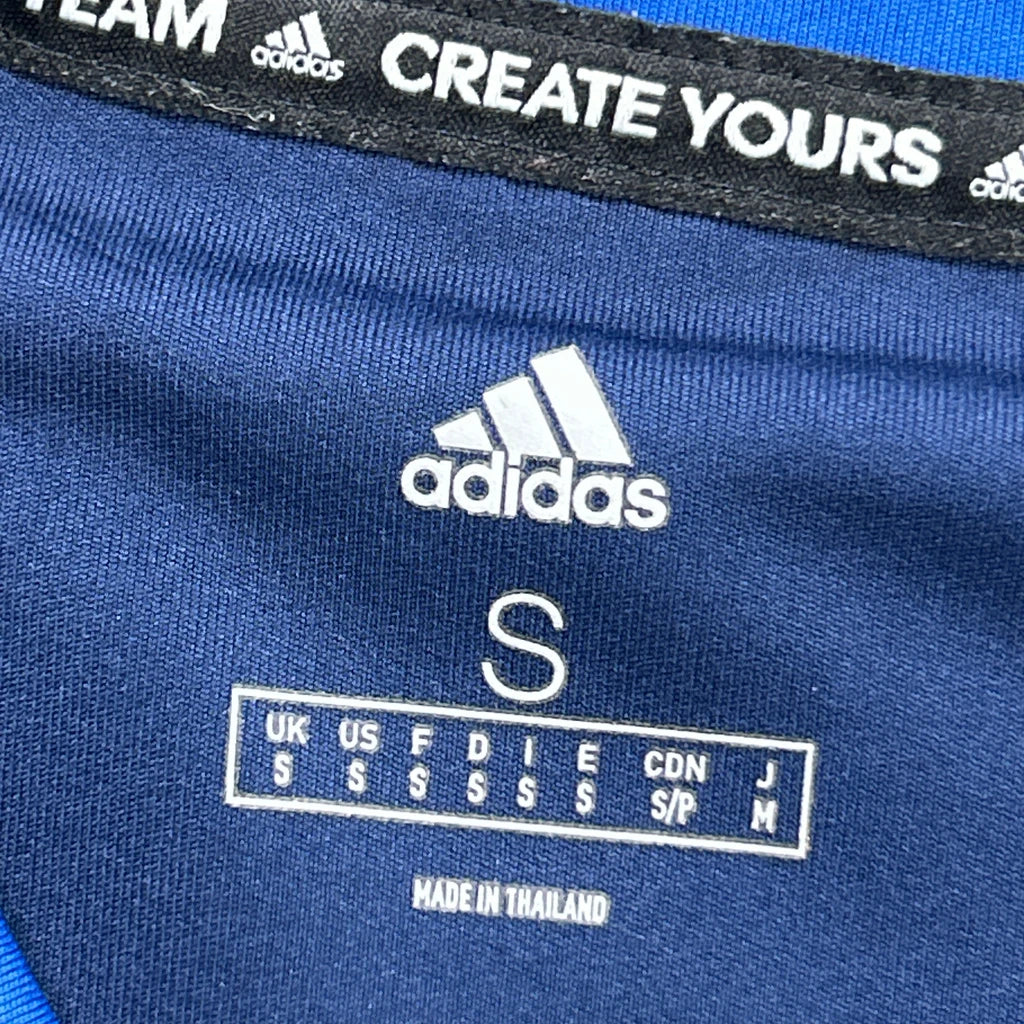 TEAM adidas CREATE YOURS adidas
adidas
S
UK US F D I E CDN J
S S S S S S S/P M
MADE IN THAILAND